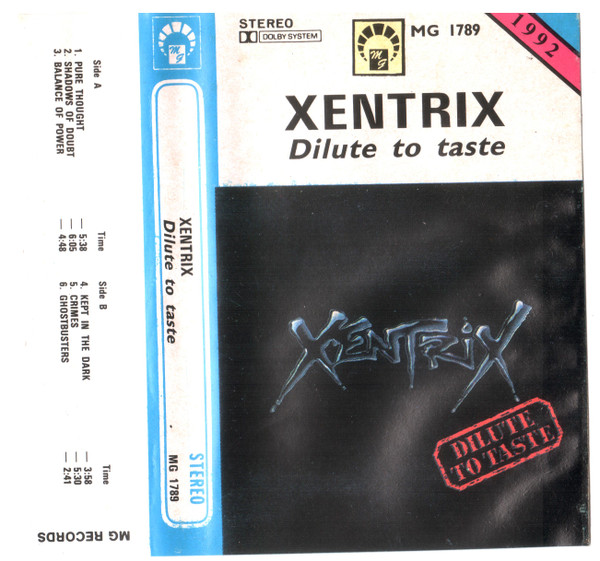 Side A
1. PURE THOUGHT
2. SHADOWS OF DOUBT
3. BALANCE OF POWER
Time
— 5:38
— 6:05
— 4:48
Side B
4. KEPT IN THE DARK
5. CRIMES
6. GHOSTBUSTERS
Time
— 3:58
— 5:30
— 2:41
MG RECORDS
XENTRIX
Dilute to taste
STEREO
MG 1789
STEREO
DOLBY SYSTEM
MG
MG 1789
1992
XENTRIX
Dilute to taste
XENTRIX
DILUTE
TO TASTE